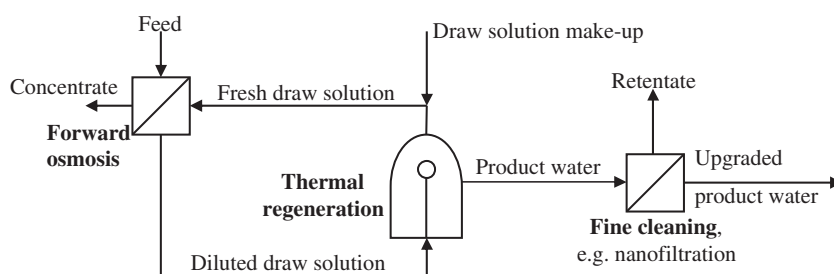 Feed
Draw solution make-up
Concentrate
Fresh draw solution
Retentate
Forward
osmosis
Thermal
regeneration
Product water
Upgraded
product water
Fine cleaning,
e.g. nanofiltration
Diluted draw solution